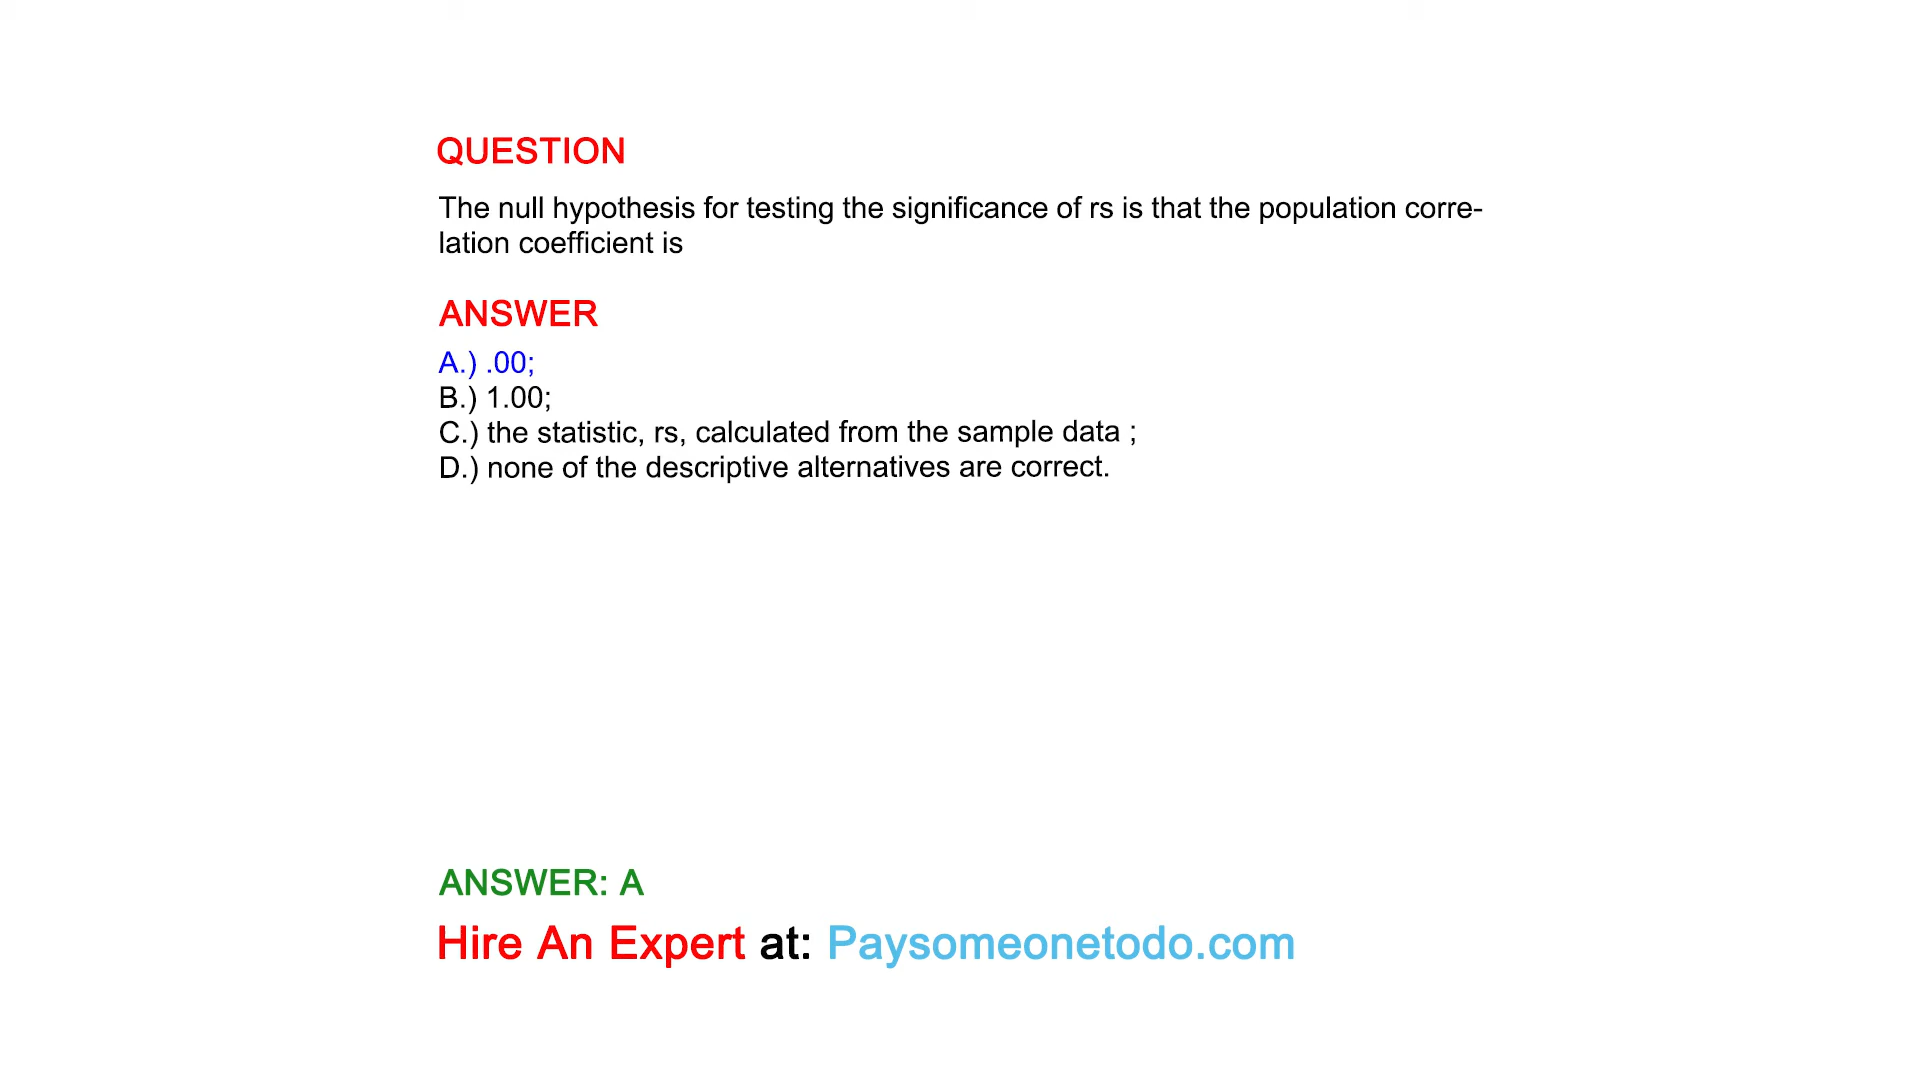 QUESTION
The null hypothesis for testing the significance of rs is that the population corre-
lation coefficient is
ANSWER
A.) .00;
B.) 1.00;
C.) the statistic, rs, calculated from the sample data ;
D.) none of the descriptive alternatives are correct.
ANSWER: A
Hire An Expert at: Paysomeonetodo.com